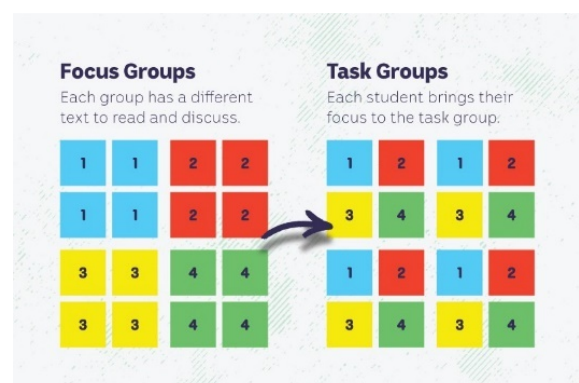 Focus Groups
Each group has a different
text to read and discuss.
1 1 2 2
1 1 2 2
3 3 4 4
3 3 4 4
Task Groups
Each student brings their
focus to the task group.
1 2 1 2
3 4 3 4
1 2 1 2
3 4 3 4